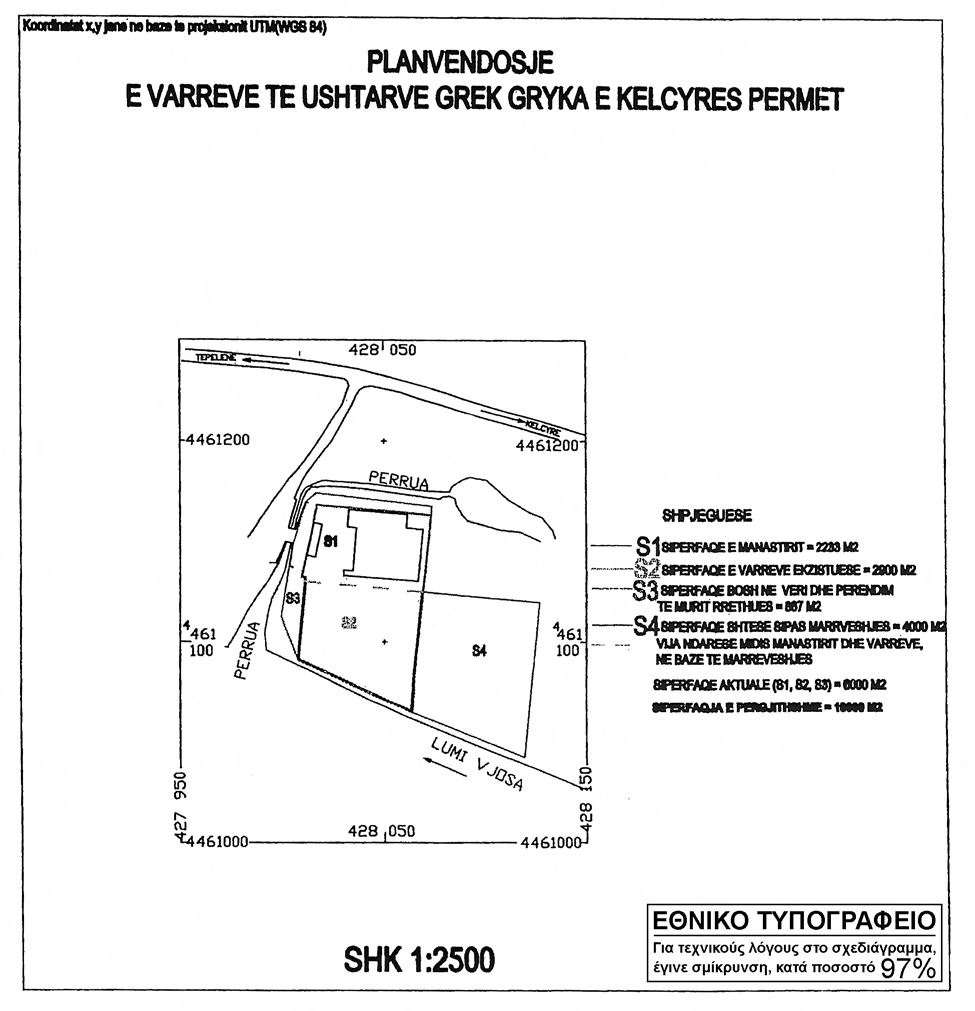 Koordinatat x,y jane ne baze te projeksionit UTM(WGS 84)
PLANVENDOSJE
E VARREVE TE USHTARVE GREK GRYKA E KELCYRES PERMET
428 050
TEPELENE
KELCYRE
4461200
4461200
PERRUA
S1
S3
S2
S4
4461
100
4461
100
PERRUA
LUMI VJOSA
427 950
428 150
4461000
428 050
4461000
SHPJEGUESE
S1 SIPERFAQE E MANASTIRIT = 2233 M2
S2 SIPERFAQE E VARREVE EKZISTUESE = 2900 M2
S3 SIPERFAQE BOSH NE VERI DHE PERENDIM
TE MURIT RRETHUES = 867 M2
S4 SIPERFAQE SHTESE SIPAS MARRVESHJES = 4000 M2
VIJA NDARESE MIDIS MANASTIRIT DHE VARREVE,
NE BAZE TE MARREVESHJES
SIPERFAQE AKTUALE (S1, S2, S3) = 6000 M2
SIPERFAQJA E PERGJITHSHME = 10000 M2
SHK 1:2500
ΕΘΝΙΚΟ ΤΥΠΟΓΡΑΦΕΙΟ
Για τεχνικούς λόγους στο σχεδιάγραμμα,
έγινε σμίκρυνση, κατά ποσοστό 97%